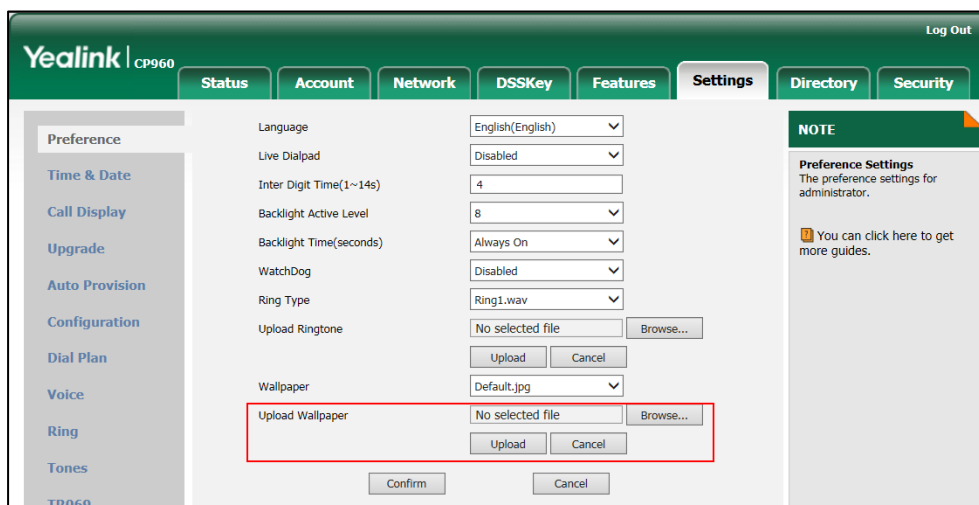 Log Out
Yealink | CP960
Status Account Network DSSKey Features Settings Directory Security
Preference
Time & Date
Call Display
Upgrade
Auto Provision
Configuration
Dial Plan
Voice
Ring
Tones
TR069
Language English(English)
Live Dialpad Disabled
Inter Digit Time(1~14s) 4
Backlight Active Level 8
Backlight Time(seconds) Always On
WatchDog Disabled
Ring Type Ring1.wav
Upload Ringtone No selected file Browse...
Upload Cancel
Wallpaper Default.jpg
Upload Wallpaper No selected file Browse...
Upload Cancel
Confirm Cancel
NOTE
Preference Settings
The preference settings for
administrator.
? You can click here to get
more guides.